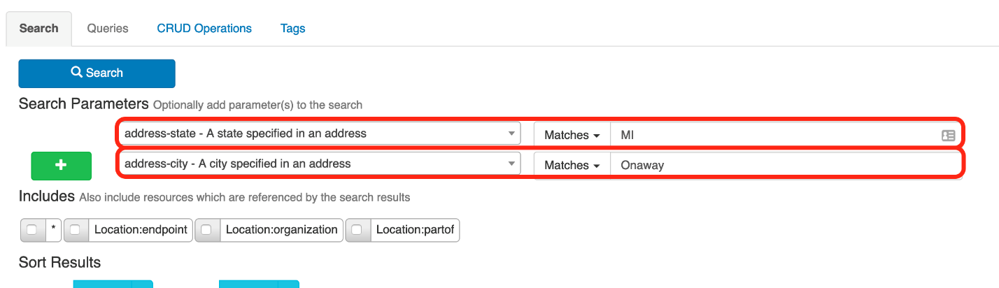 Search Queries CRUD Operations Tags
Search
Search Parameters Optionally add parameter(s) to the search
address-state - A state specified in an address Matches MI
+ address-city - A city specified in an address Matches Onaway
Includes Also include resources which are referenced by the search results
* Location:endpoint Location:organization Location:partof
Sort Results